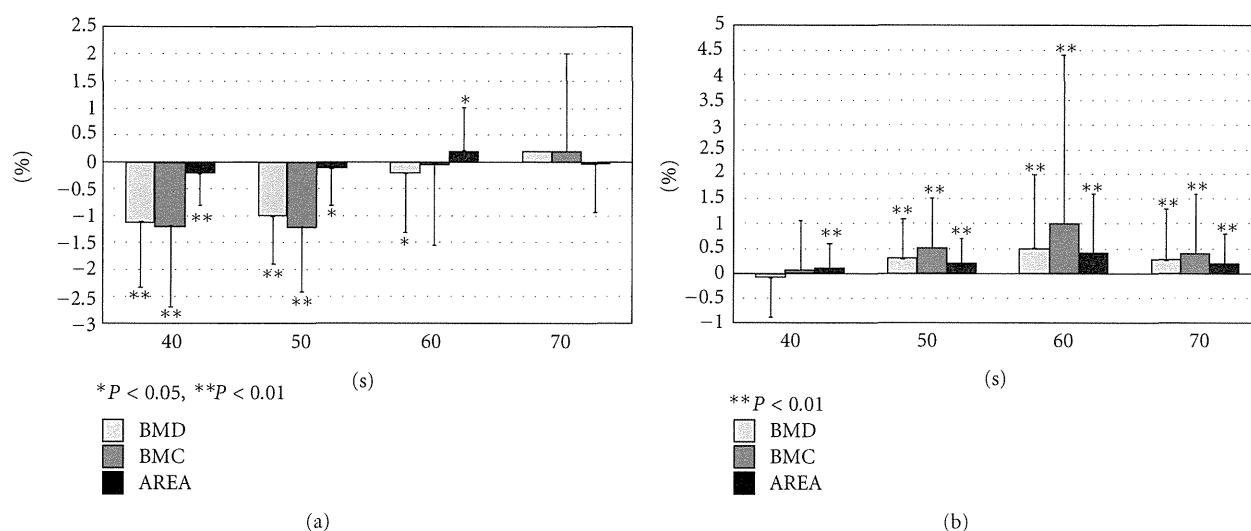 2.5
2
1.5
1
0.5
0
−0.5
−1
−1.5
−2
−2.5
−3
(%)
** ** ** ** ** * * *
40 50 60 70
(s)
*P < 0.05, **P < 0.01
BMD
BMC
AREA
(a)
5
4.5
4
3.5
3
2.5
2
1.5
1
0.5
0
−0.5
−1
(%)
** ** ** ** ** ** ** ** ** **
40 50 60 70
(s)
**P < 0.01
BMD
BMC
AREA
(b)